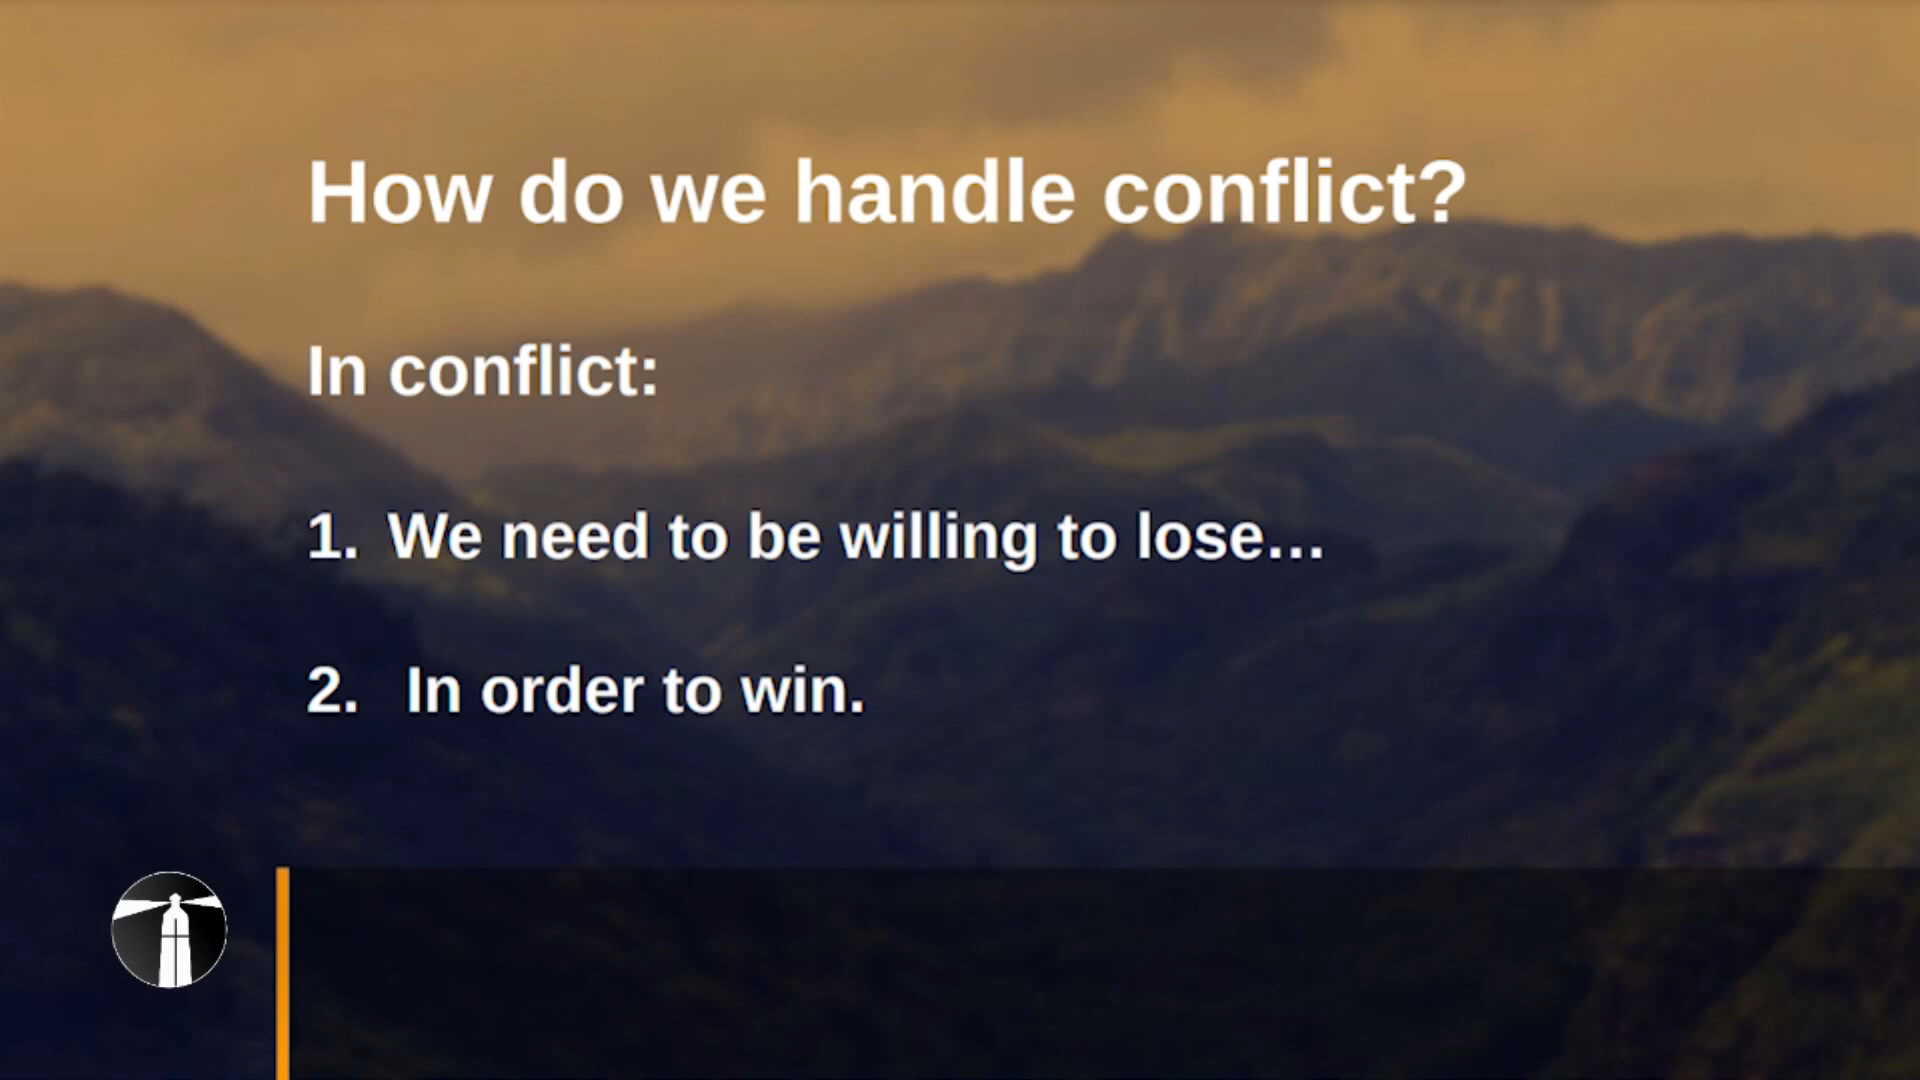 How do we handle conflict?
In conflict:
1. We need to be willing to lose…
2. In order to win.